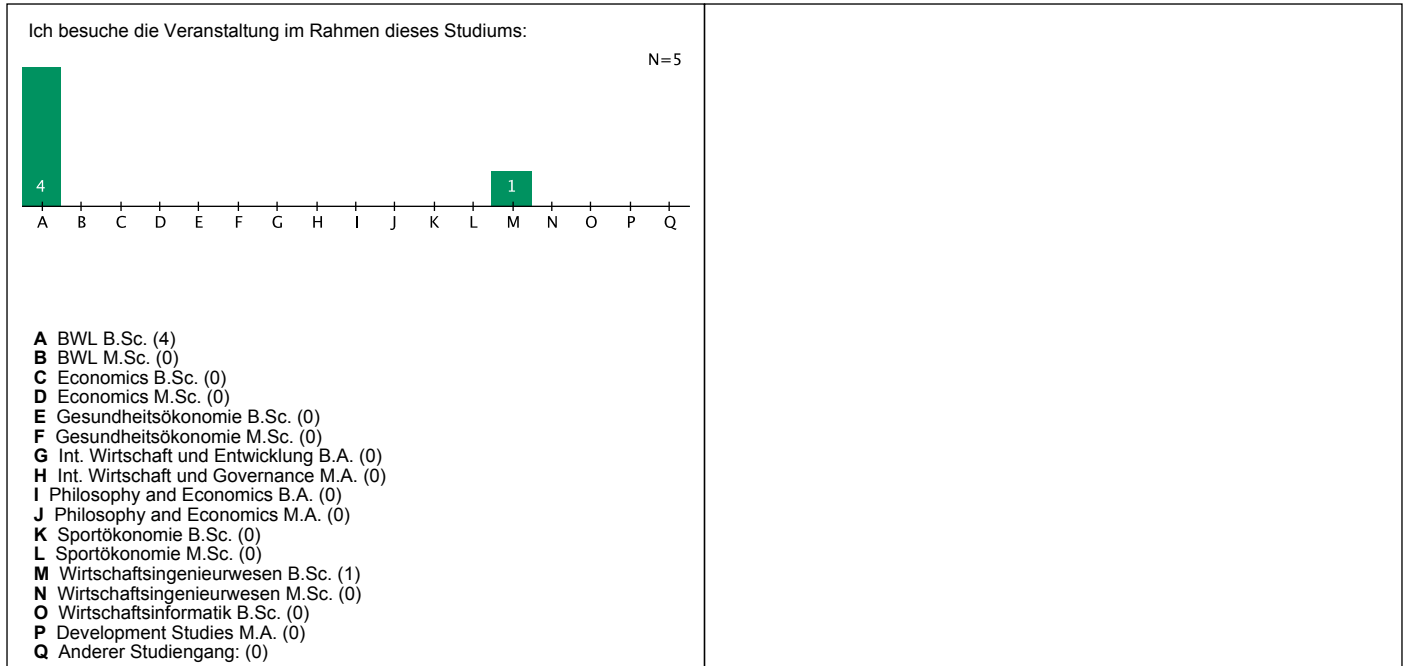 Ich besuche die Veranstaltung im Rahmen dieses Studiums:
N=5
4
1
A B C D E F G H I J K L M N O P Q
A BWL B.Sc. (4)
B BWL M.Sc. (0)
C Economics B.Sc. (0)
D Economics M.Sc. (0)
E Gesundheitsökonomie B.Sc. (0)
F Gesundheitsökonomie M.Sc. (0)
G Int. Wirtschaft und Entwicklung B.A. (0)
H Int. Wirtschaft und Governance M.A. (0)
I Philosophy and Economics B.A. (0)
J Philosophy and Economics M.A. (0)
K Sportökonomie B.Sc. (0)
L Sportökonomie M.Sc. (0)
M Wirtschaftsingenieurwesen B.Sc. (1)
N Wirtschaftsingenieurwesen M.Sc. (0)
O Wirtschaftsinformatik B.Sc. (0)
P Development Studies M.A. (0)
Q Anderer Studiengang: (0)